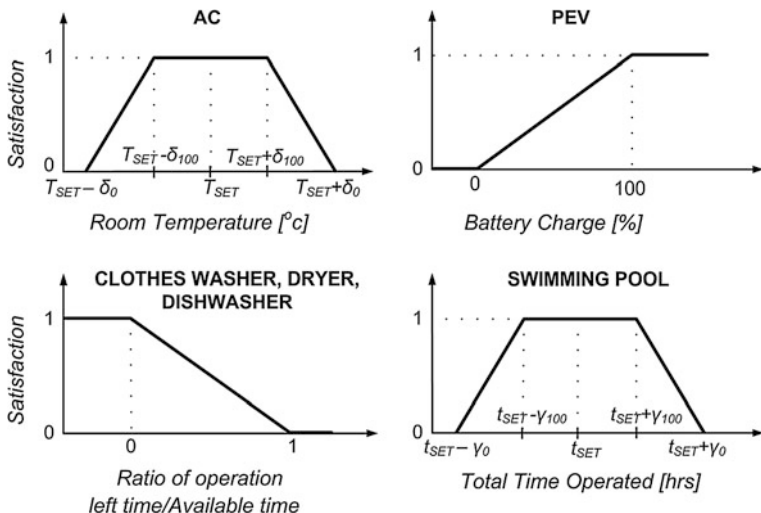 AC
1
Satisfaction
0
T_SET-δ_100
T_SET+δ_100
T_SET– δ_0
T_SET
T_SET+δ_0
Room Temperature [°c]
PEV
1
0
0
100
Battery Charge [%]
CLOTHES WASHER, DRYER,
DISHWASHER
1
Satisfaction
0
0
1
Ratio of operation
left time/Available time
SWIMMING POOL
1
0
t_SET-γ_100
t_SET+γ_100
t_SET– γ_0
t_SET
t_SET+γ_0
Total Time Operated [hrs]